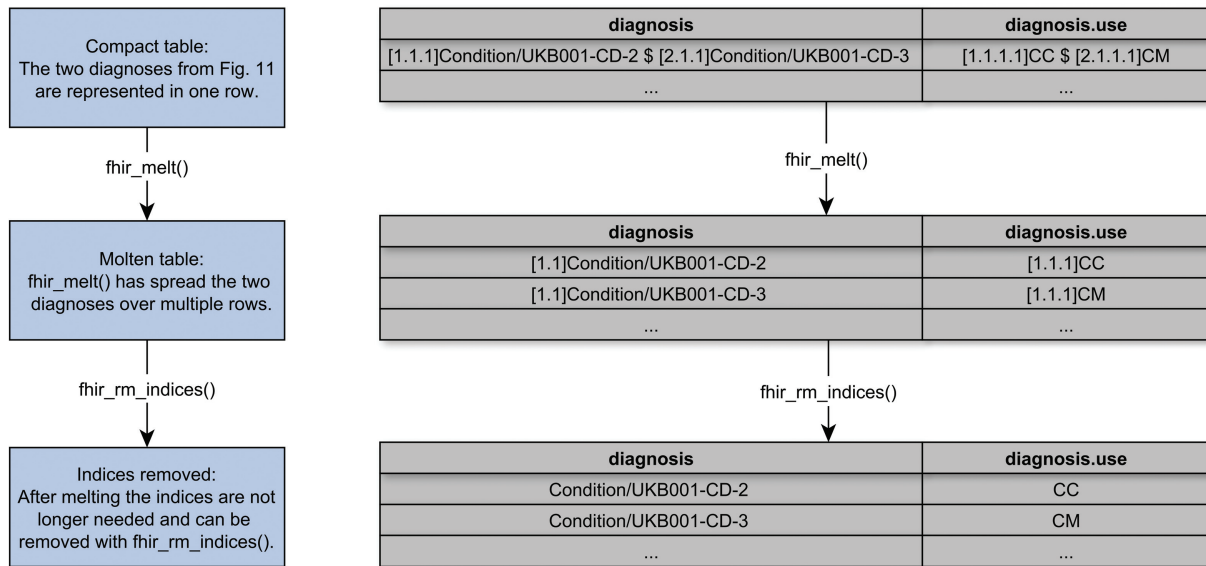 Compact table:
The two diagnoses from Fig. 11
are represented in one row.
fhir_melt()
Molten table:
fhir_melt() has spread the two
diagnoses over multiple rows.
fhir_rm_indices()
Indices removed:
After melting the indices are not
longer needed and can be
removed with fhir_rm_indices().
diagnosis diagnosis.use
[1.1.1]Condition/UKB001-CD-2 $ [2.1.1]Condition/UKB001-CD-3 [1.1.1.1]CC $ [2.1.1.1]CM
... ...
fhir_melt()
diagnosis diagnosis.use
[1.1]Condition/UKB001-CD-2 [1.1.1]CC
[1.1]Condition/UKB001-CD-3 [1.1.1]CM
... ...
fhir_rm_indices()
diagnosis diagnosis.use
Condition/UKB001-CD-2 CC
Condition/UKB001-CD-3 CM
... ...